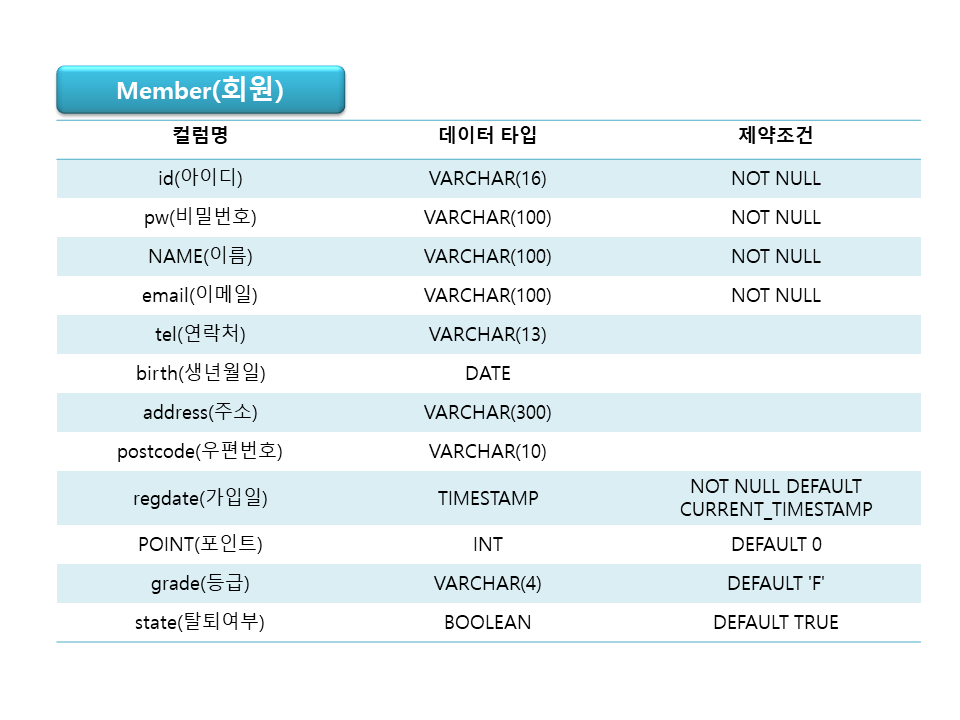 Member(회원)
컬럼명 데이터 타입 제약조건
id(아이디) VARCHAR(16) NOT NULL
pw(비밀번호) VARCHAR(100) NOT NULL
NAME(이름) VARCHAR(100) NOT NULL
email(이메일) VARCHAR(100) NOT NULL
tel(연락처) VARCHAR(13)
birth(생년월일) DATE
address(주소) VARCHAR(300)
postcode(우편번호) VARCHAR(10)
regdate(가입일) TIMESTAMP NOT NULL DEFAULT
CURRENT_TIMESTAMP
POINT(포인트) INT DEFAULT 0
grade(등급) VARCHAR(4) DEFAULT 'F'
state(탈퇴여부) BOOLEAN DEFAULT TRUE